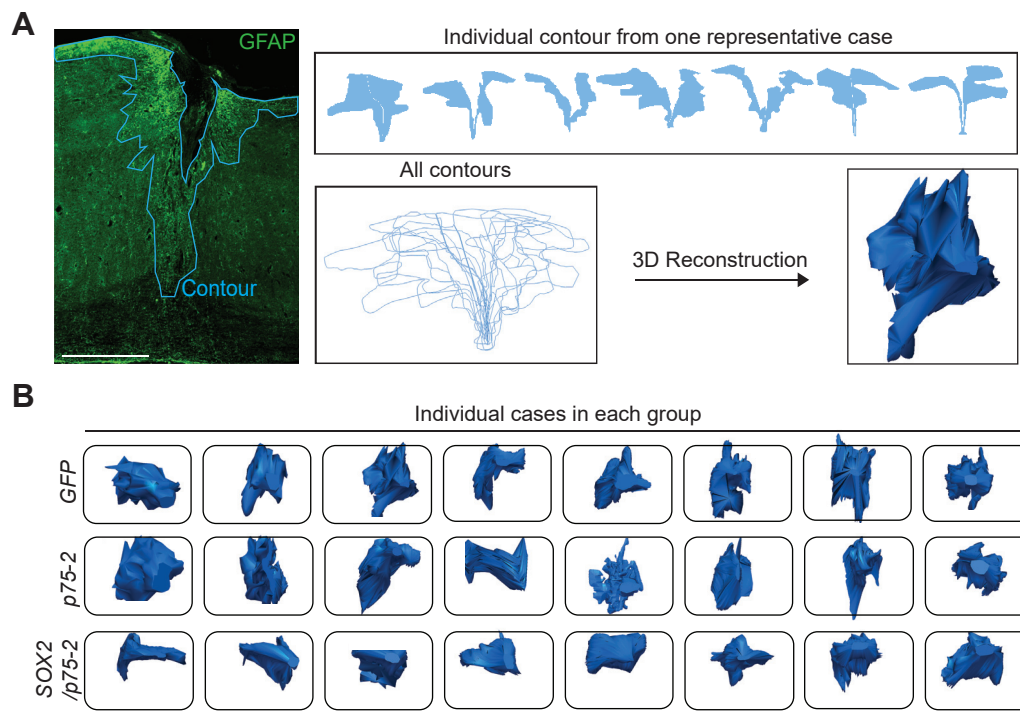 A
GFAP
Contour
Individual contour from one representative case
All contours
3D Reconstruction
B
Individual cases in each group
GFP
p75-2
SOX2
/p75-2